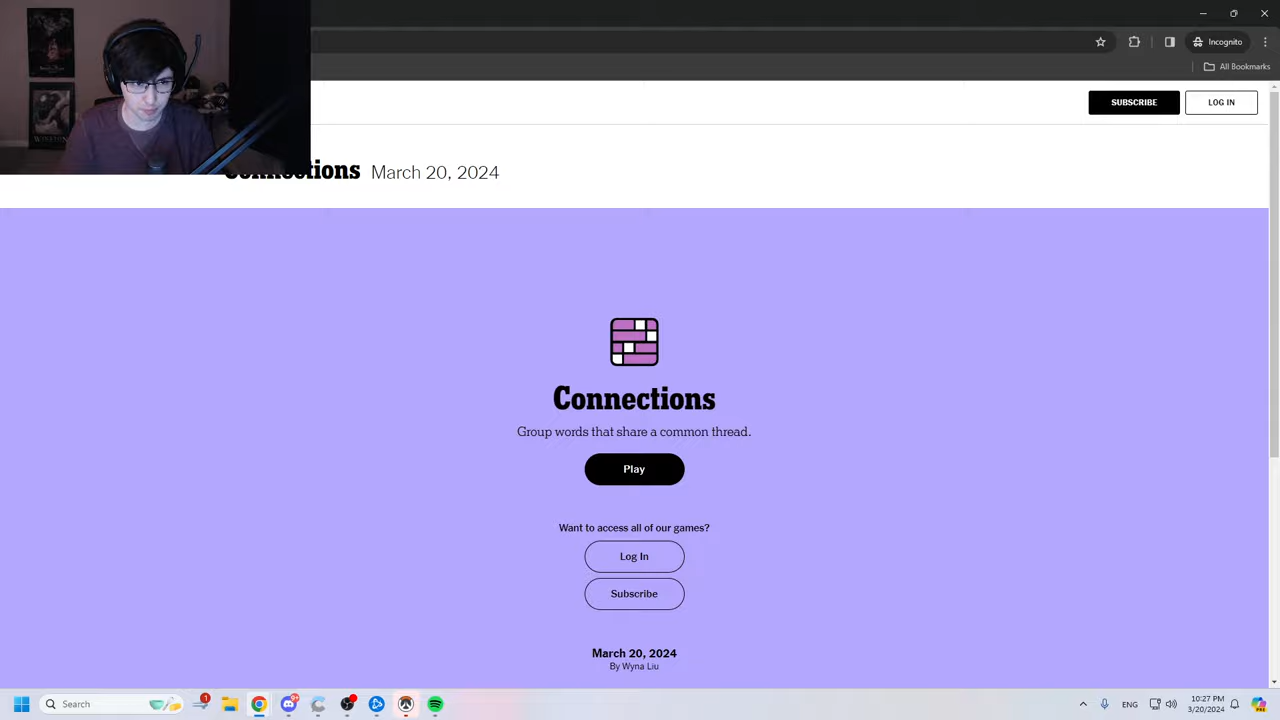 Incognito
All Bookmarks
SUBSCRIBE
LOG IN
Connections March 20, 2024
Connections
Group words that share a common thread.
Play
Want to access all of our games?
Log In
Subscribe
March 20, 2024
By Wyna Liu
Search
1
ENG
10:27 PM
3/20/2024